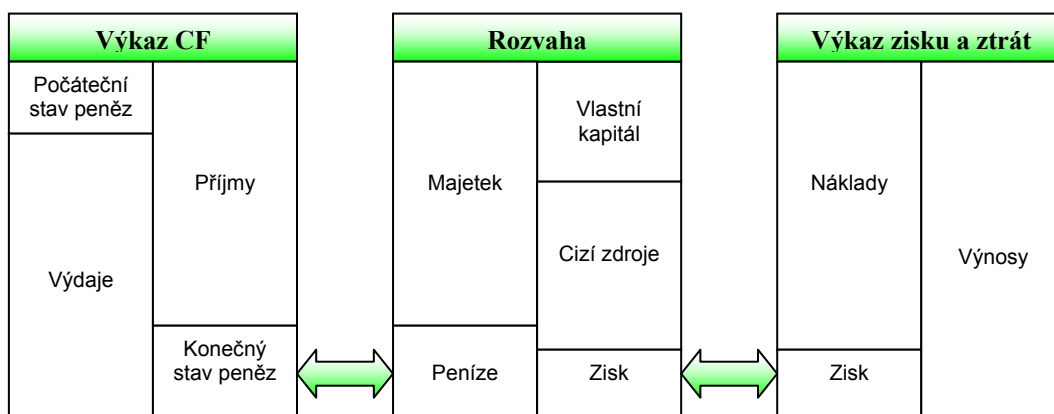 Výkaz CF
Počáteční
stav peněz
Výdaje
Příjmy
Konečný
stav peněz
Rozvaha
Majetek
Peníze
Vlastní
kapitál
Cizí zdroje
Zisk
Výkaz zisku a ztrát
Náklady
Zisk
Výnosy